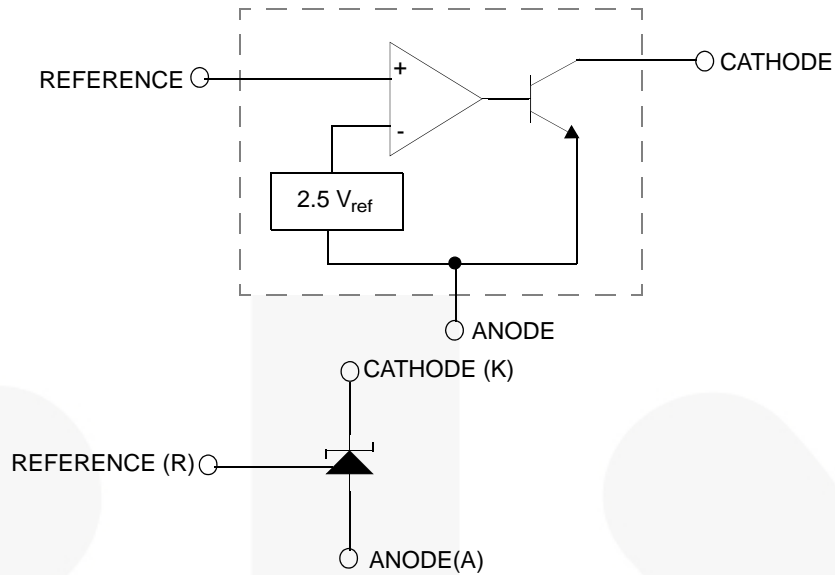 REFERENCE
+
CATHODE
-
2.5 Vref
ANODE
CATHODE (K)
REFERENCE (R)
ANODE(A)